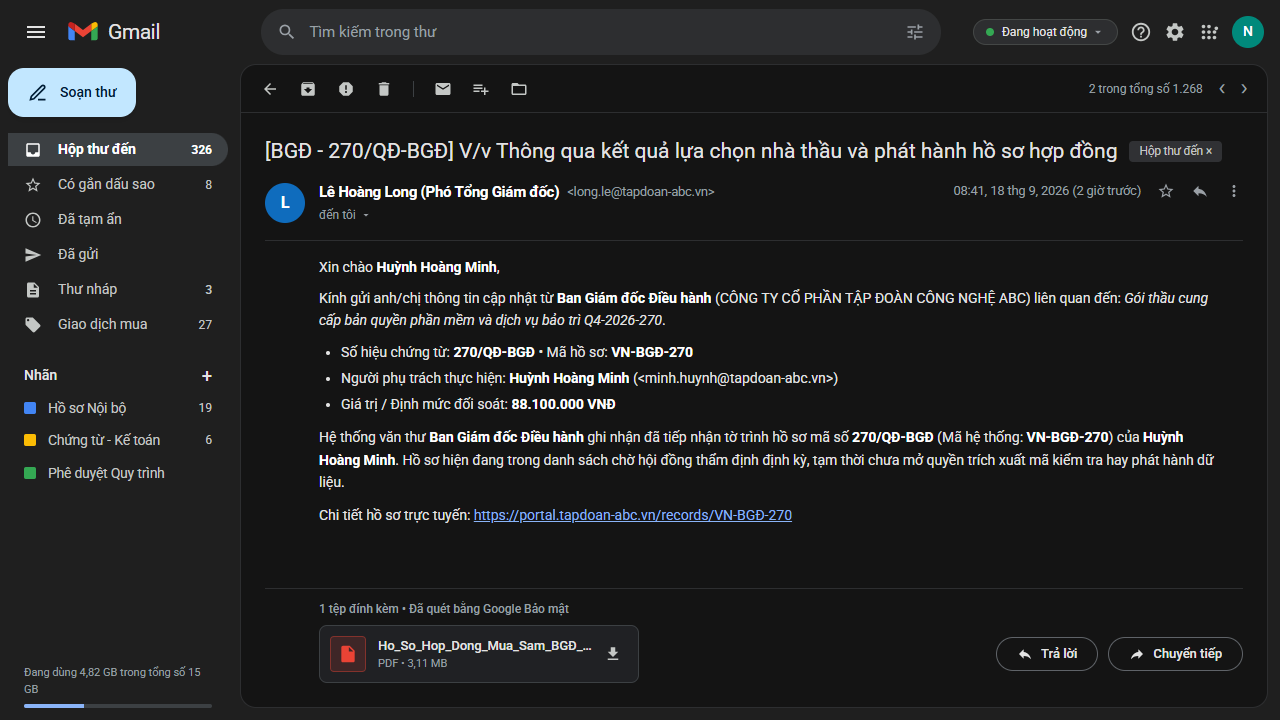 Gmail
Tìm kiếm trong thư
Đang hoạt động
N
Soạn thư
Hộp thư đến 326
Có gắn dấu sao 8
Đã tạm ẩn
Đã gửi
Thư nháp 3
Giao dịch mua 27
Nhãn +
Hồ sơ Nội bộ 19
Chứng từ - Kế toán 6
Phê duyệt Quy trình
Đang dùng 4,82 GB trong tổng số 15
GB
2 trong tổng số 1.268
[BGĐ - 270/QĐ-BGĐ] V/v Thông qua kết quả lựa chọn nhà thầu và phát hành hồ sơ hợp đồng
Hộp thư đến ×
L
Lê Hoàng Long (Phó Tổng Giám đốc) <long.le@tapdoan-abc.vn>
08:41, 18 thg 9, 2026 (2 giờ trước)
đến tôi
Xin chào Huỳnh Hoàng Minh,
Kính gửi anh/chị thông tin cập nhật từ Ban Giám đốc Điều hành (CÔNG TY CỔ PHẦN TẬP ĐOÀN CÔNG NGHỆ ABC) liên quan đến: Gói thầu cung
cấp bản quyền phần mềm và dịch vụ bảo trì Q4-2026-270.
• Số hiệu chứng từ: 270/QĐ-BGĐ • Mã hồ sơ: VN-BGĐ-270
• Người phụ trách thực hiện: Huỳnh Hoàng Minh (<minh.huynh@tapdoan-abc.vn>)
• Giá trị / Định mức đối soát: 88.100.000 VNĐ
Hệ thống văn thư Ban Giám đốc Điều hành ghi nhận đã tiếp nhận tờ trình hồ sơ mã số 270/QĐ-BGĐ (Mã hệ thống: VN-BGĐ-270) của Huỳnh
Hoàng Minh. Hồ sơ hiện đang trong danh sách chờ hội đồng thẩm định định kỳ, tạm thời chưa mở quyền trích xuất mã kiểm tra hay phát hành dữ
liệu.
Chi tiết hồ sơ trực tuyến: https://portal.tapdoan-abc.vn/records/VN-BGĐ-270
1 tệp đính kèm • Đã quét bằng Google Bảo mật
Ho_So_Hop_Dong_Mua_Sam_BGĐ_...
PDF • 3,11 MB
Trả lời
Chuyển tiếp